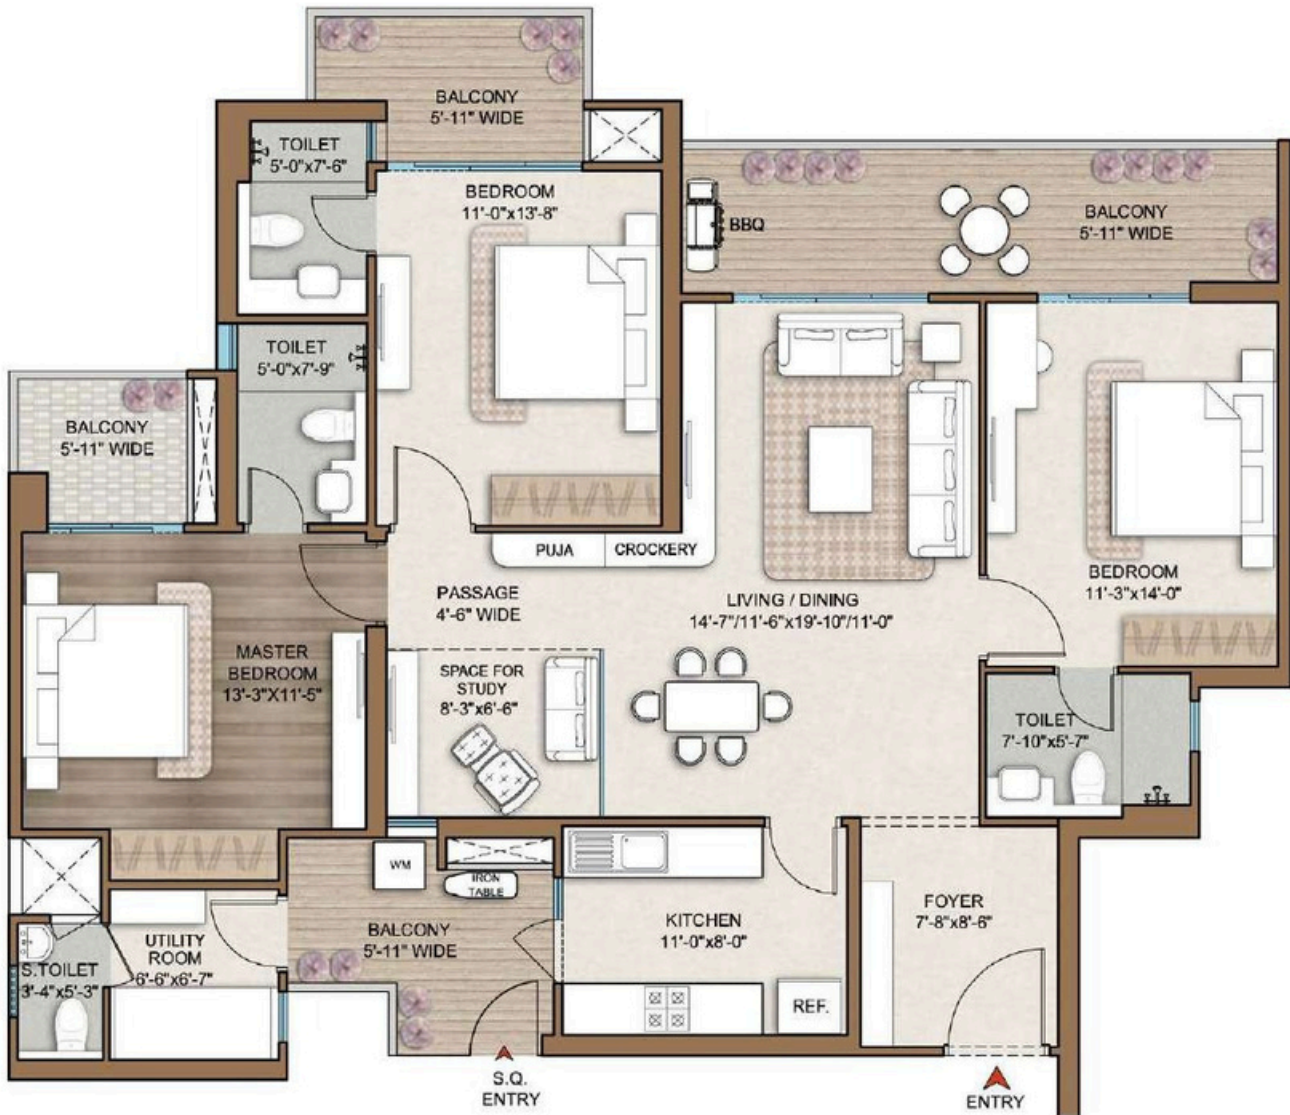 BALCONY
5'-11" WIDE
TOILET
5'-0"x7'-6"
BEDROOM
11'-0"x13'-8"
BBQ
BALCONY
5'-11" WIDE
TOILET
5'-0"x7'-9"
BALCONY
5'-11" WIDE
PUJA
CROCKERY
BEDROOM
11'-3"x14'-0"
PASSAGE
4'-6" WIDE
LIVING / DINING
14'-7"/11'-6"x19'-10"/11'-0"
MASTER
BEDROOM
13'-3"X11'-5"
SPACE FOR
STUDY
8'-3"x6'-6"
TOILET
7'-10"x5'-7"
WM
IRON
TABLE
BALCONY
5'-11" WIDE
KITCHEN
11'-0"x8'-0"
FOYER
7'-8"x8'-6"
UTILITY
ROOM
6'-6"x6'-7"
S.TOILET
3'-4"x5'-3"
REF.
S.Q.
ENTRY
ENTRY